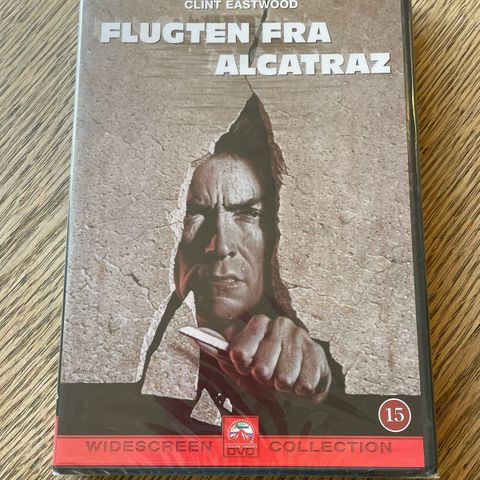 CLINT EASTWOOD
FLUGTEN FRA
ALCATRAZ
15
WIDESCREEN DVD COLLECTION